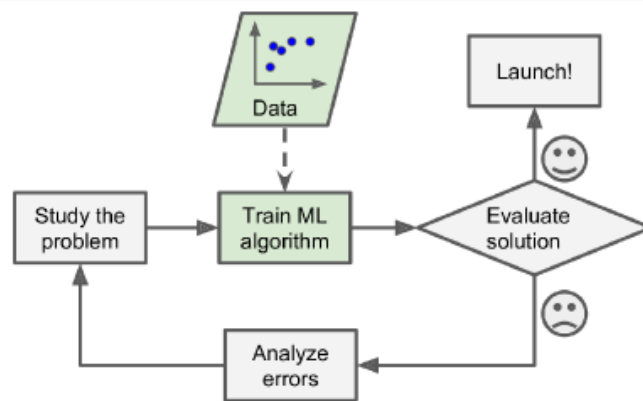 Data
Launch!
Study the
problem
Train ML
algorithm
Evaluate
solution
Analyze
errors